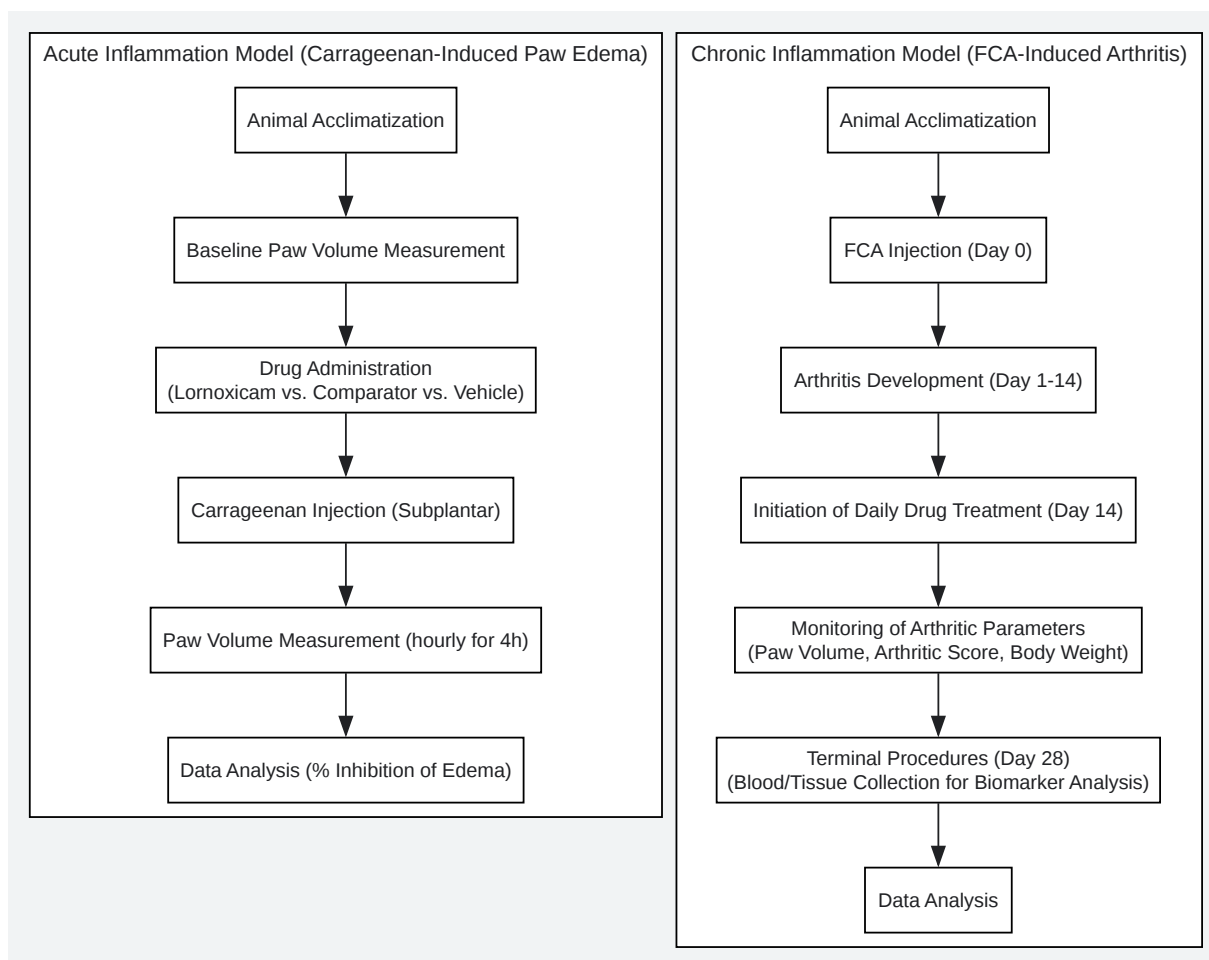 Acute Inflammation Model (Carrageenan-Induced Paw Edema)
Animal Acclimatization
Baseline Paw Volume Measurement
Drug Administration
(Lornoxicam vs. Comparator vs. Vehicle)
Carrageenan Injection (Subplantar)
Paw Volume Measurement (hourly for 4h)
Data Analysis (% Inhibition of Edema)
Chronic Inflammation Model (FCA-Induced Arthritis)
Animal Acclimatization
FCA Injection (Day 0)
Arthritis Development (Day 1-14)
Initiation of Daily Drug Treatment (Day 14)
Monitoring of Arthritic Parameters
(Paw Volume, Arthritic Score, Body Weight)
Terminal Procedures (Day 28)
(Blood/Tissue Collection for Biomarker Analysis)
Data Analysis